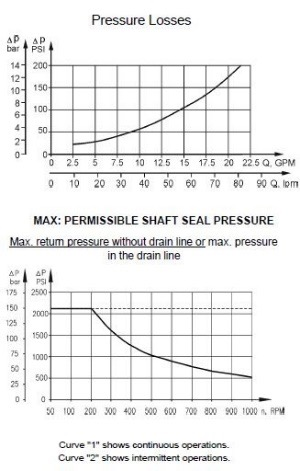 Pressure Losses
Δ P Δ P
bar PSI
14 200
12
10 150
8
6 100
4
2 50
0 0
0 2.5 5 7.5 10 12.5 15 17.5 20 22.5 Q, GPM
0 10 20 30 40 50 60 70 80 90 Q, lpm
MAX: PERMISSIBLE SHAFT SEAL PRESSURE
Max. return pressure without drain line or max. pressure
in the drain line
Δ P Δ P
bar PSI
175 2500
150
125 2000
100 1500
75
50 1000
25 500
0 0
50 100 200 300 400 500 600 700 800 900 1000 n, RPM
Curve "1" shows continuous operations.
Curve "2" shows intermittent operations.